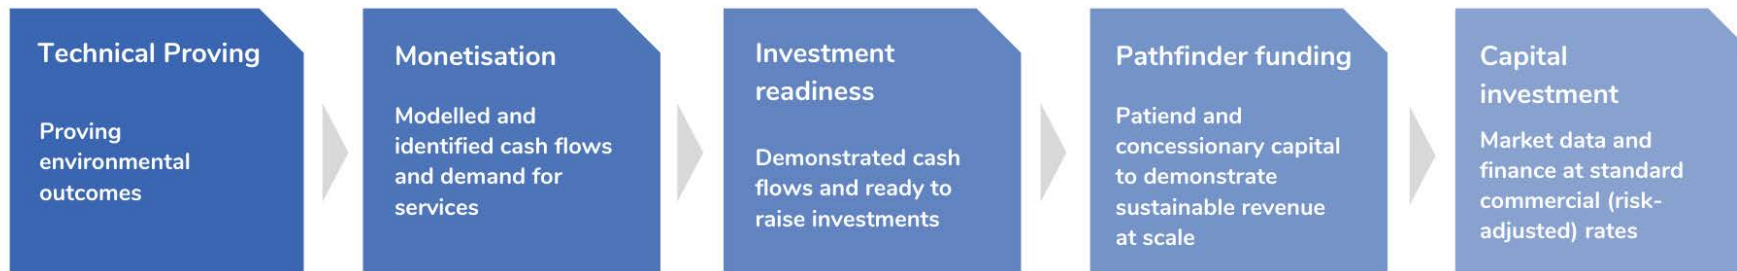 Technical Proving
Proving
environmental
outcomes
Monetisation
Modelled and
identified cash flows
and demand for
services
Investment
readiness
Demonstrated cash
flows and ready to
raise investments
Pathfinder funding
Patiend and
concessionary capital
to demonstrate
sustainable revenue
at scale
Capital
investment
Market data and
finance at standard
commercial (risk-
adjusted) rates